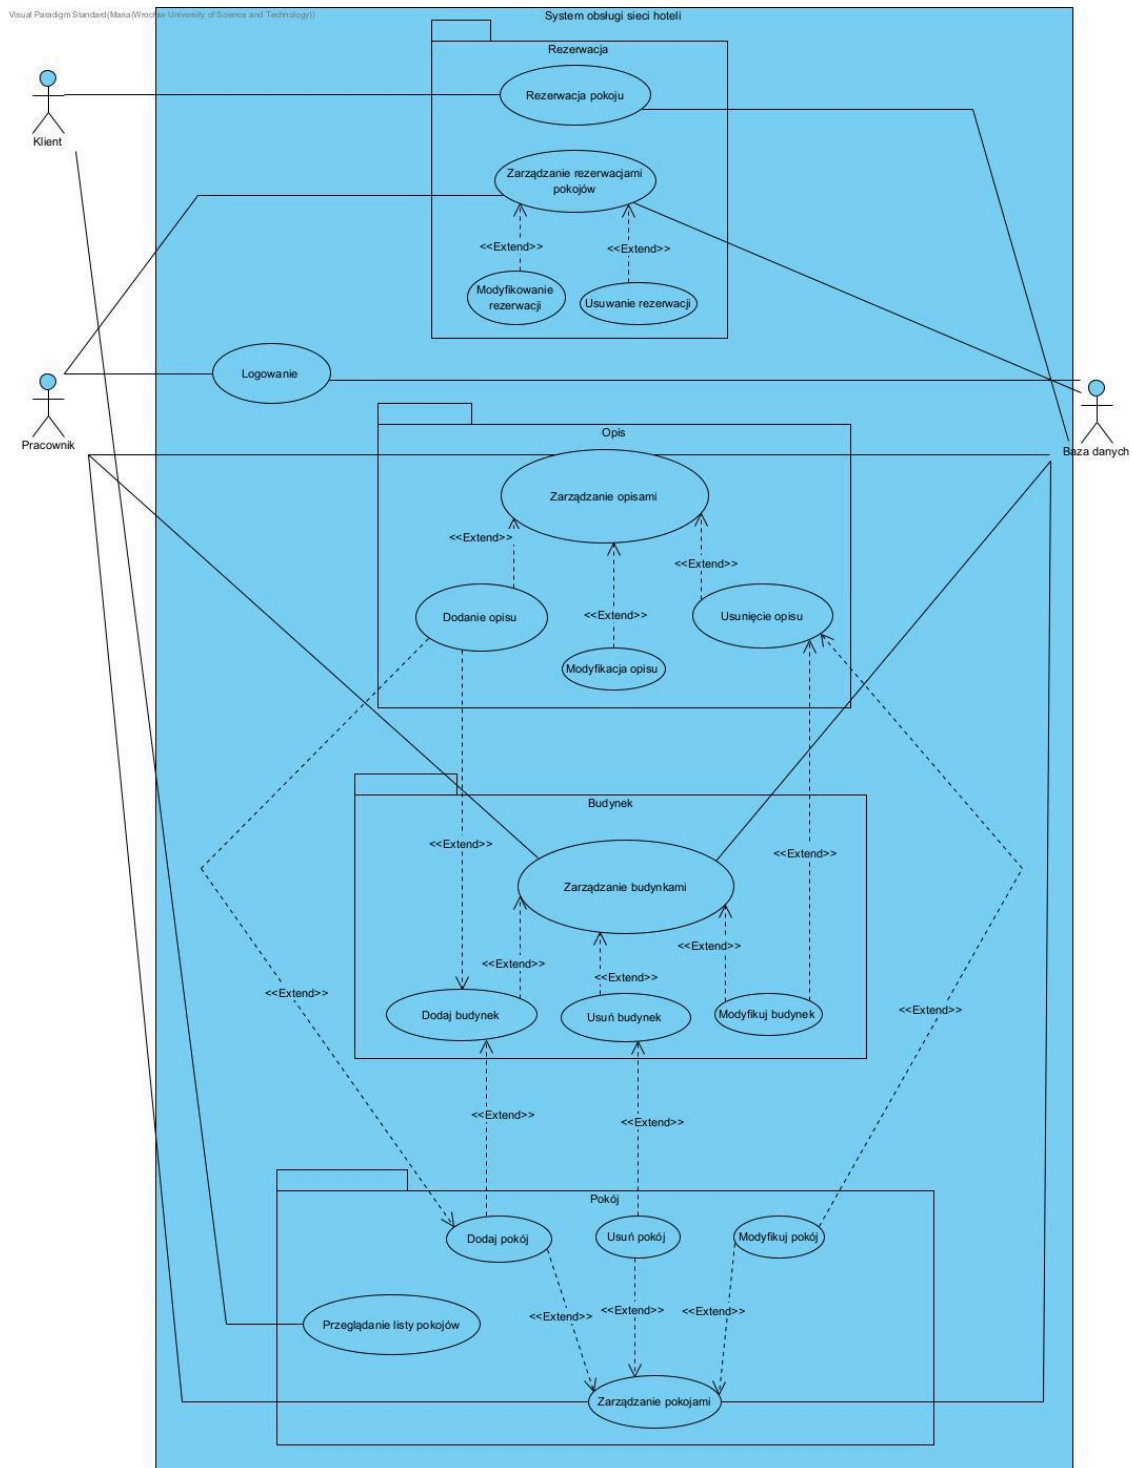 Visual Paradigm Standard(Maria(Wrocław University of Science and Technology))
System obsługi sieci hoteli
Rezerwacja
Rezerwacja pokoju
Klient
Zarządzanie rezerwacjami
pokojów
<<Extend>>
<<Extend>>
Modyfikowanie
rezerwacji
Usuwanie rezerwacji
Logowanie
Pracownik
Baza danych
Opis
Zarządzanie opisami
<<Extend>>
<<Extend>>
<<Extend>>
Dodanie opisu
Usunięcie opisu
Modyfikacja opisu
Budynek
<<Extend>>
<<Extend>>
Zarządzanie budynkami
<<Extend>>
<<Extend>>
<<Extend>>
<<Extend>>
<<Extend>>
Dodaj budynek
Usuń budynek
Modyfikuj budynek
<<Extend>>
<<Extend>>
Pokój
Dodaj pokój
Usuń pokój
Modyfikuj pokój
<<Extend>>
<<Extend>>
<<Extend>>
Przeglądanie listy pokojów
Zarządzanie pokojami